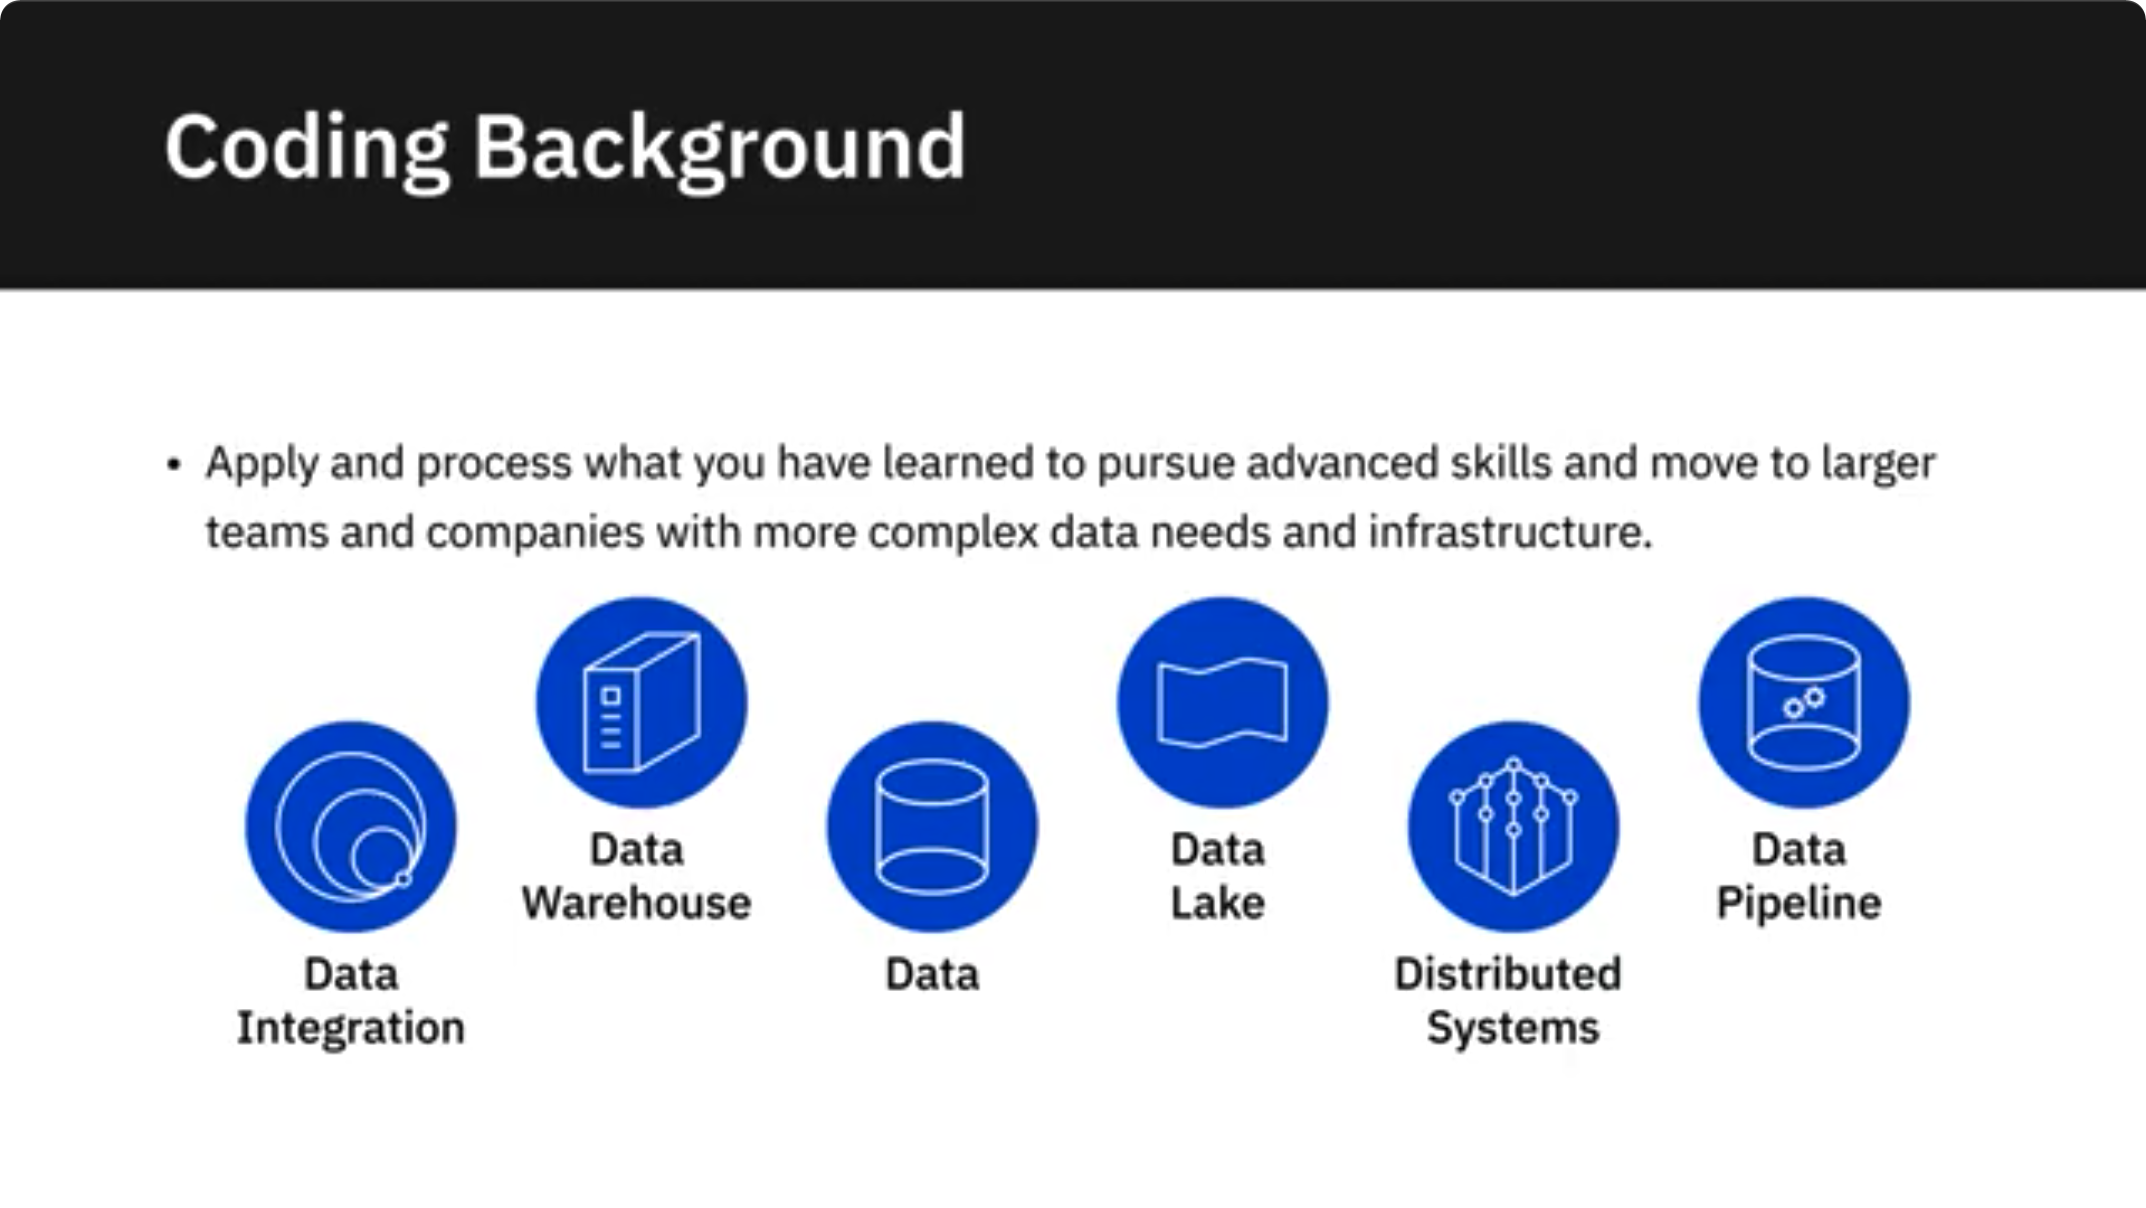 Coding Background
• Apply and process what you have learned to pursue advanced skills and move to larger
teams and companies with more complex data needs and infrastructure.
Data
Integration
Data
Warehouse
Data
Data
Lake
Distributed
Systems
Data
Pipeline